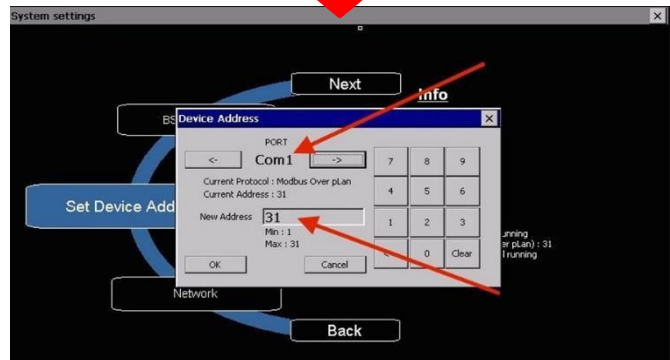 System settings
Next
Info
BS
Device Address
PORT
<- Com1 ->
Current Protocol : Modbus Over pLan
Current Address : 31
New Address 31
Min : 1
Max : 31
OK Cancel
7 8 9
4 5 6
1 2 3
0 Clear
Set Device Add
unning
er pLan) : 31
l running
Network
Back